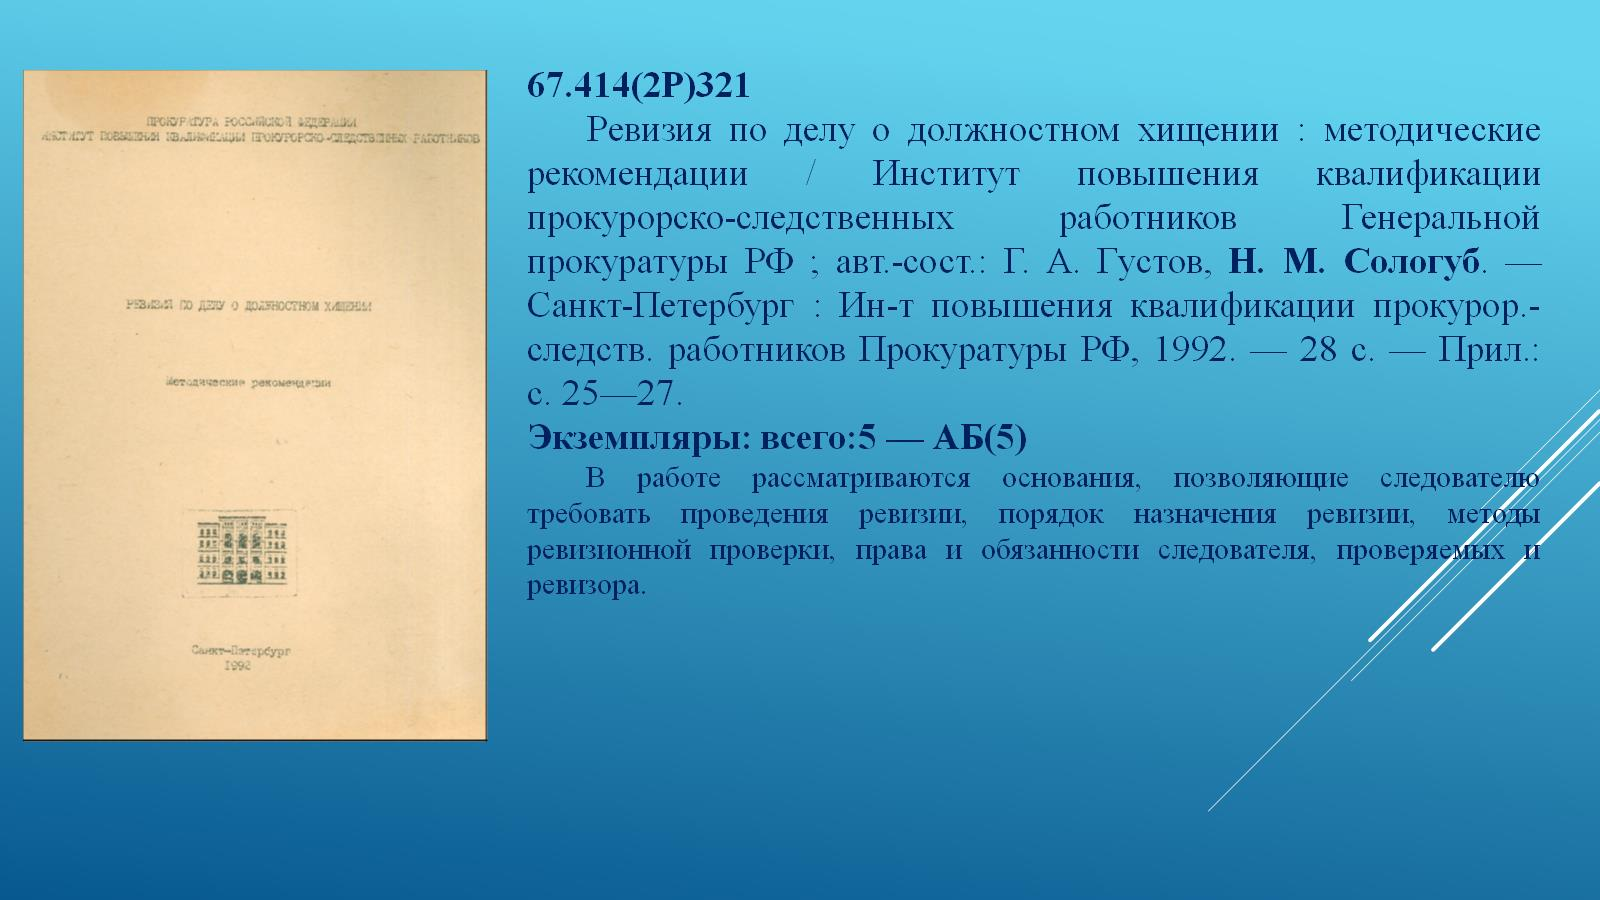 ПРОКУРАТУРА РОССИЙСКОЙ ФЕДЕРАЦИИ
ИНСТИТУТ ПОВЫШЕНИЯ КВАЛИФИКАЦИИ ПРОКУРОРСКО-СЛЕДСТВЕННЫХ РАБОТНИКОВ
РЕВИЗИЯ ПО ДЕЛУ О ДОЛЖНОСТНОМ ХИЩЕНИИ
Методические рекомендации
Санкт-Петербург
1992
67.414(2Р)321
Ревизия по делу о должностном хищении : методические
рекомендации / Институт повышения квалификации
прокурорско-следственных работников Генеральной
прокуратуры РФ ; авт.-сост.: Г. А. Густов, Н. М. Сологуб. —
Санкт-Петербург : Ин-т повышения квалификации прокурор.-
следств. работников Прокуратуры РФ, 1992. — 28 с. — Прил.:
с. 25—27.
Экземпляры: всего:5 — АБ(5)
В работе рассматриваются основания, позволяющие следователю
требовать проведения ревизии, порядок назначения ревизии, методы
ревизионной проверки, права и обязанности следователя, проверяемых и
ревизора.